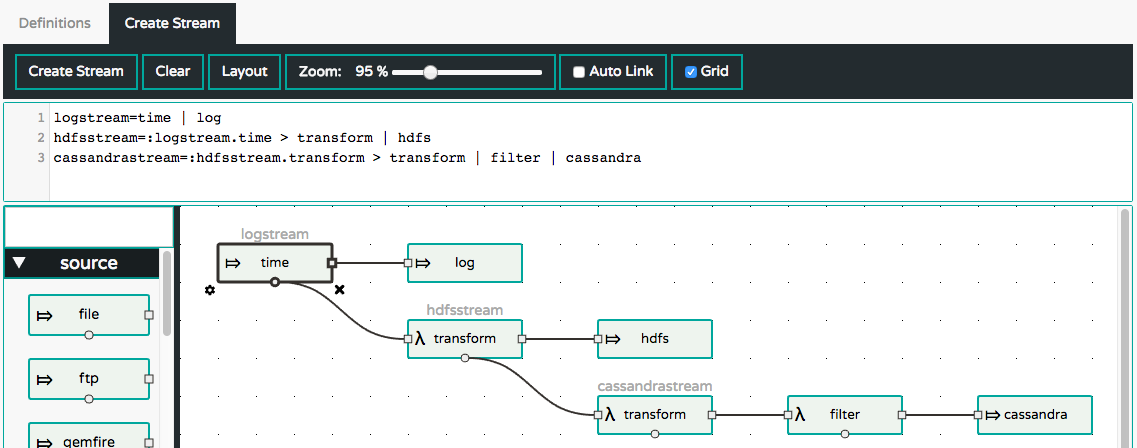 Definitions Create Stream
Create Stream Clear Layout Zoom: 95 % Auto Link Grid
1 logstream=time | log
2 hdfsstream=:logstream.time > transform | hdfs
3 cassandrastream=:hdfsstream.transform > transform | filter | cassandra
source
file
ftp
gemfire
logstream
time log
hdfsstream
λ transform hdfs
cassandrastream
λ transform λ filter cassandra